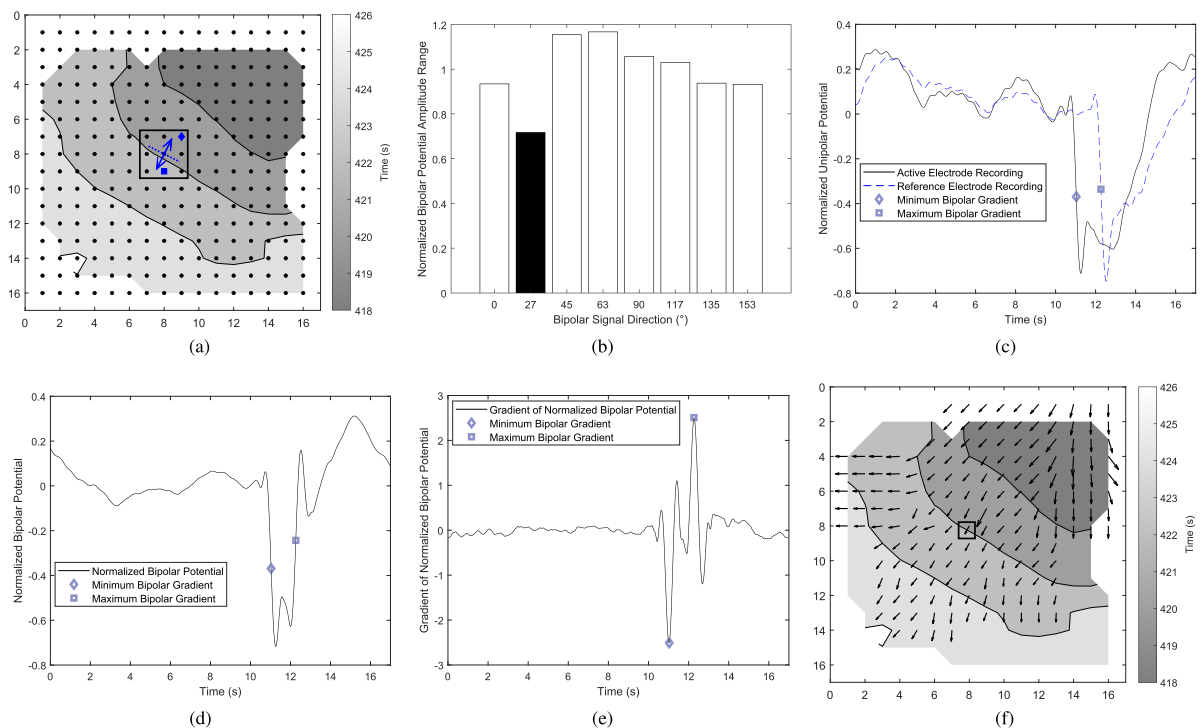 0
2
4
6
8
10
12
14
16
0 2 4 6 8 10 12 14 16
426
425
424
423
422
421
420
419
418
Time (s)
(a)
Normalized Bipolar Potential Amplitude Range
1.2
1
0.8
0.6
0.4
0.2
0
0 27 45 63 90 117 135 153
Bipolar Signal Direction (°)
(b)
Normalized Unipolar Potential
0.4
0.2
0
-0.2
-0.4
-0.6
-0.8
Active Electrode Recording
Reference Electrode Recording
Minimum Bipolar Gradient
Maximum Bipolar Gradient
0 2 4 6 8 10 12 14 16
Time (s)
(c)
Normalized Bipolar Potential
0.4
0.2
0
-0.2
-0.4
-0.6
-0.8
Normalized Bipolar Potential
Minimum Bipolar Gradient
Maximum Bipolar Gradient
0 2 4 6 8 10 12 14 16
Time (s)
(d)
Gradient of Normalized Bipolar Potential
3
2
1
0
-1
-2
-3
Gradient of Normalized Bipolar Potential
Minimum Bipolar Gradient
Maximum Bipolar Gradient
0 2 4 6 8 10 12 14 16
Time (s)
(e)
0
2
4
6
8
10
12
14
16
0 2 4 6 8 10 12 14 16
426
425
424
423
422
421
420
419
418
Time (s)
(f)